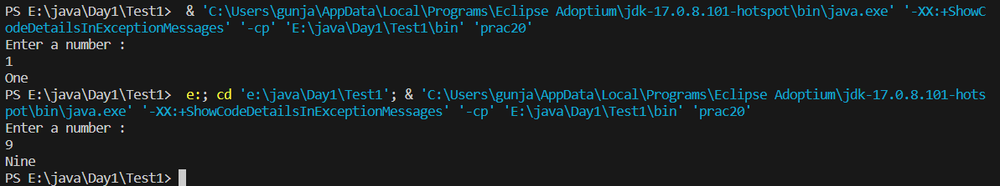 PS E:\java\Day1\Test1>  & 'C:\Users\gunja\AppData\Local\Programs\Eclipse Adoptium\jdk-17.0.8.101-hotspot\bin\java.exe' '-XX:+ShowC
odeDetailsInExceptionMessages' '-cp' 'E:\java\Day1\Test1\bin' 'prac20'
Enter a number :
1
One
PS E:\java\Day1\Test1>  e:; cd 'e:\java\Day1\Test1'; & 'C:\Users\gunja\AppData\Local\Programs\Eclipse Adoptium\jdk-17.0.8.101-hots
pot\bin\java.exe' '-XX:+ShowCodeDetailsInExceptionMessages' '-cp' 'E:\java\Day1\Test1\bin' 'prac20'
Enter a number :
9
Nine
PS E:\java\Day1\Test1>